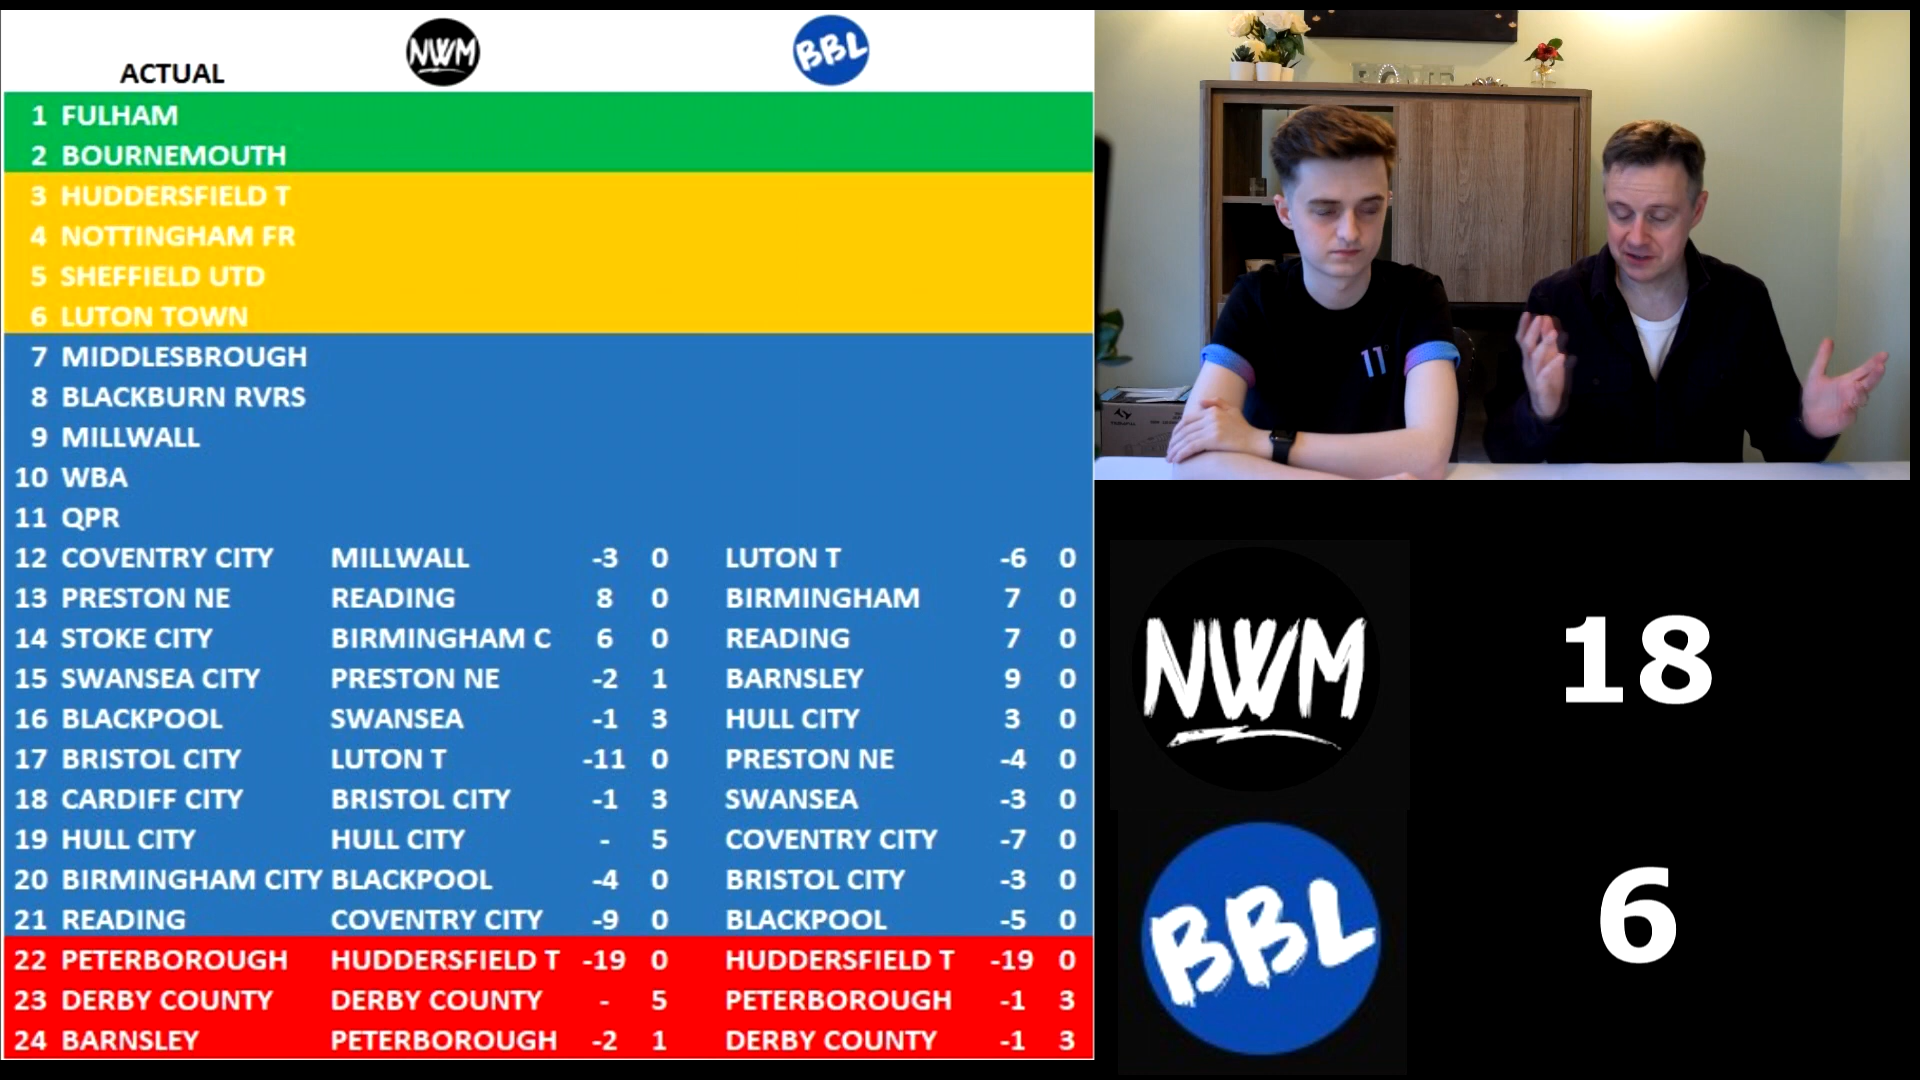 ACTUAL NWM BBL
1 FULHAM
2 BOURNEMOUTH
3 HUDDERSFIELD T
4 NOTTINGHAM FR
5 SHEFFIELD UTD
6 LUTON TOWN
7 MIDDLESBROUGH
8 BLACKBURN RVRS
9 MILLWALL
10 WBA
11 QPR
12 COVENTRY CITY MILLWALL -3 0 LUTON T -6 0
13 PRESTON NE READING 8 0 BIRMINGHAM 7 0
14 STOKE CITY BIRMINGHAM C 6 0 READING 7 0
15 SWANSEA CITY PRESTON NE -2 1 BARNSLEY 9 0
16 BLACKPOOL SWANSEA -1 3 HULL CITY 3 0
17 BRISTOL CITY LUTON T -11 0 PRESTON NE -4 0
18 CARDIFF CITY BRISTOL CITY -1 3 SWANSEA -3 0
19 HULL CITY HULL CITY - 5 COVENTRY CITY -7 0
20 BIRMINGHAM CITY BLACKPOOL -4 0 BRISTOL CITY -3 0
21 READING COVENTRY CITY -9 0 BLACKPOOL -5 0
22 PETERBOROUGH HUDDERSFIELD T -19 0 HUDDERSFIELD T -19 0
23 DERBY COUNTY DERBY COUNTY - 5 PETERBOROUGH -1 3
24 BARNSLEY PETERBOROUGH -2 1 DERBY COUNTY -1 3
11
NWM 18
BBL 6